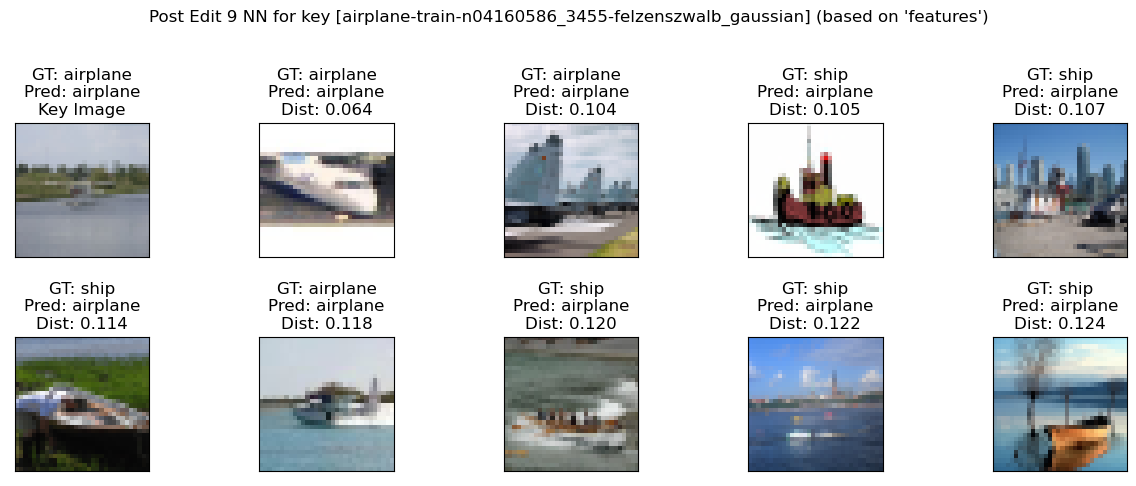 Post Edit 9 NN for key [airplane-train-n04160586_3455-felzenszwalb_gaussian] (based on 'features')
GT: airplane
Pred: airplane
Key Image
GT: airplane
Pred: airplane
Dist: 0.064
GT: airplane
Pred: airplane
Dist: 0.104
GT: ship
Pred: airplane
Dist: 0.105
GT: ship
Pred: airplane
Dist: 0.107
GT: ship
Pred: airplane
Dist: 0.114
GT: airplane
Pred: airplane
Dist: 0.118
GT: ship
Pred: airplane
Dist: 0.120
GT: ship
Pred: airplane
Dist: 0.122
GT: ship
Pred: airplane
Dist: 0.124